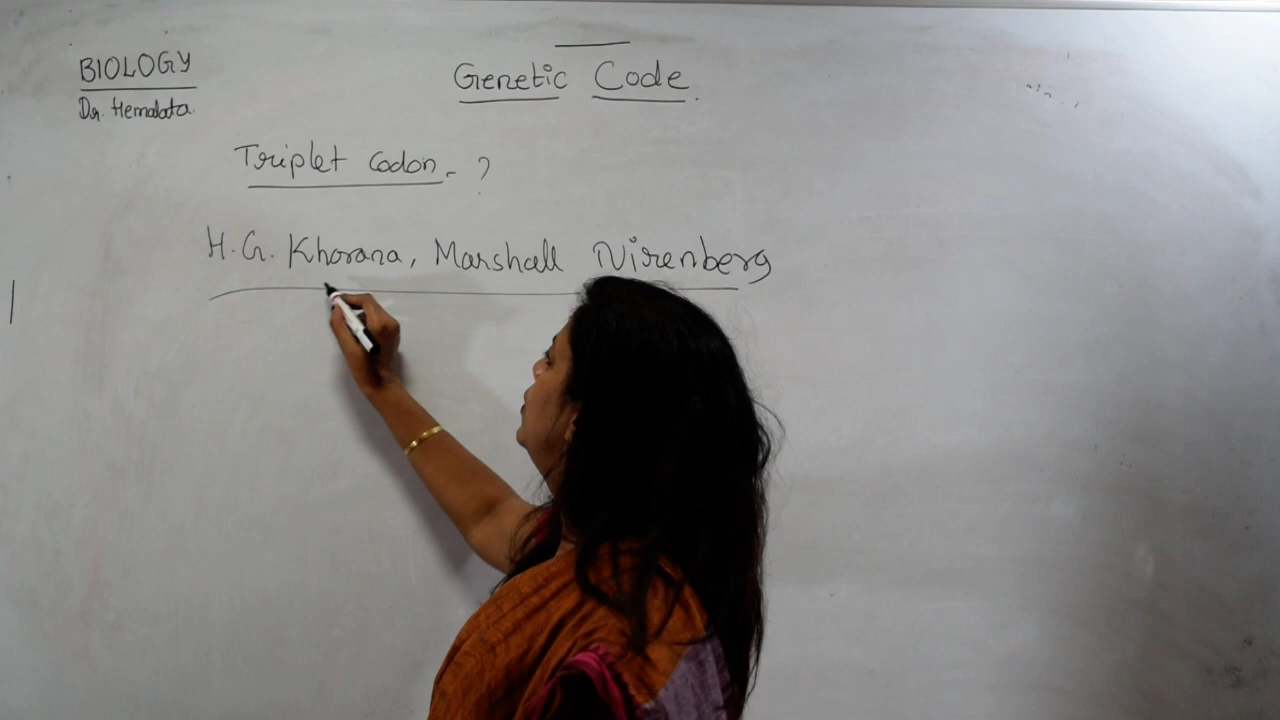 BIOLOGY
Dr. Hemalata
Genetic Code.
Triplet Codon - ?
H. G. Khorana, Marshall Nirenberg